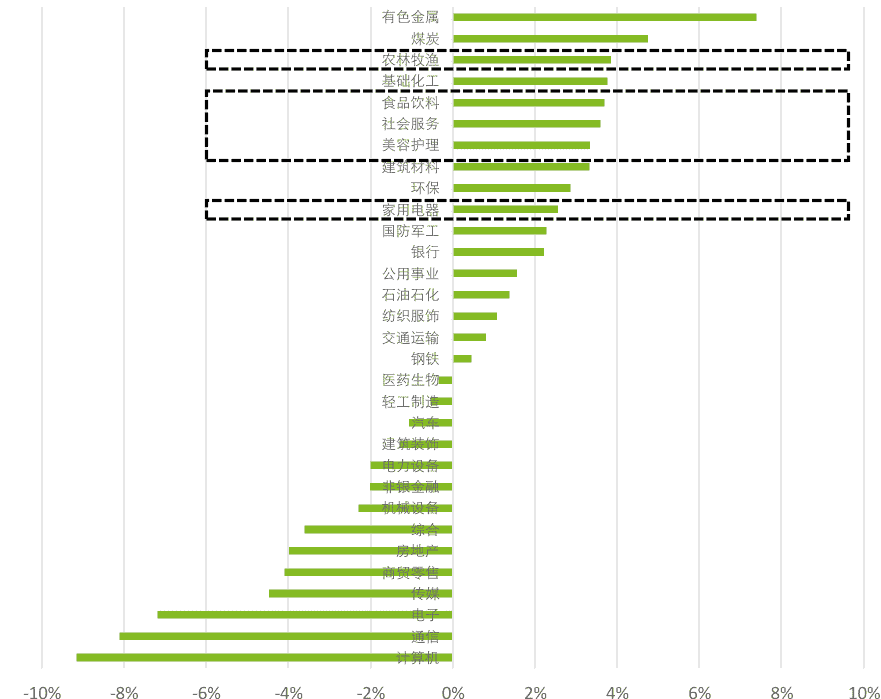 有色金属
煤炭
农林牧渔
基础化工
食品饮料
社会服务
美容护理
建筑材料
环保
家用电器
国防军工
银行
公用事业
石油石化
纺织服饰
交通运输
钢铁
医药生物
轻工制造
汽车
建筑装饰
电力设备
非银金融
机械设备
综合
房地产
商贸零售
传媒
电子
通信
计算机
-10% -8% -6% -4% -2% 0% 2% 4% 6% 8% 10%